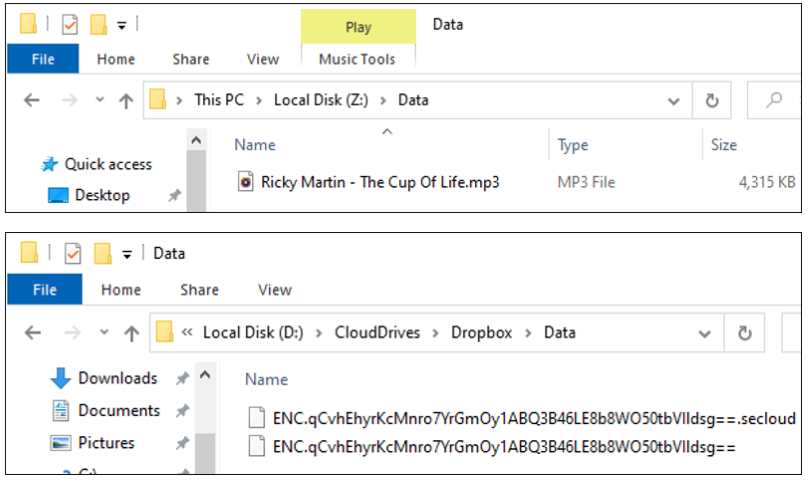 Play Data
File Home Share View Music Tools
This PC > Local Disk (Z:) > Data
Name Type Size
Quick access
Ricky Martin - The Cup Of Life.mp3 MP3 File 4,315 KB
Desktop
Data
File Home Share View
« Local Disk (D:) > CloudDrives > Dropbox > Data
Downloads
Name
Documents
ENC.qCvhEhyrKcMnro7YrGmOy1ABQ3B46LE8b8WO50tbVlldsg==.secloud
Pictures
ENC.qCvhEhyrKcMnro7YrGmOy1ABQ3B46LE8b8WO50tbVlldsg==